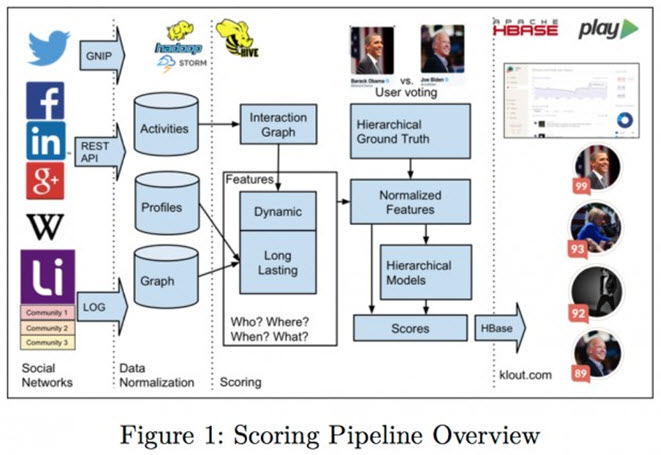 GNIP
hadoop
STORM
HIVE
Barack Obama
vs.
Joe Biden
User voting
APACHE
HBASE
play
f
in
REST
API
g+
W
Li
LOG
Community 1
Community 2
Community 3
Activities
Profiles
Graph
Interaction
Graph
Features
Dynamic
Long
Lasting
Who? Where?
When? What?
Hierarchical
Ground Truth
Normalized
Features
Hierarchical
Models
Scores
HBase
99
93
92
89
Social
Networks
Data
Normalization
Scoring
klout.com
Figure 1: Scoring Pipeline Overview